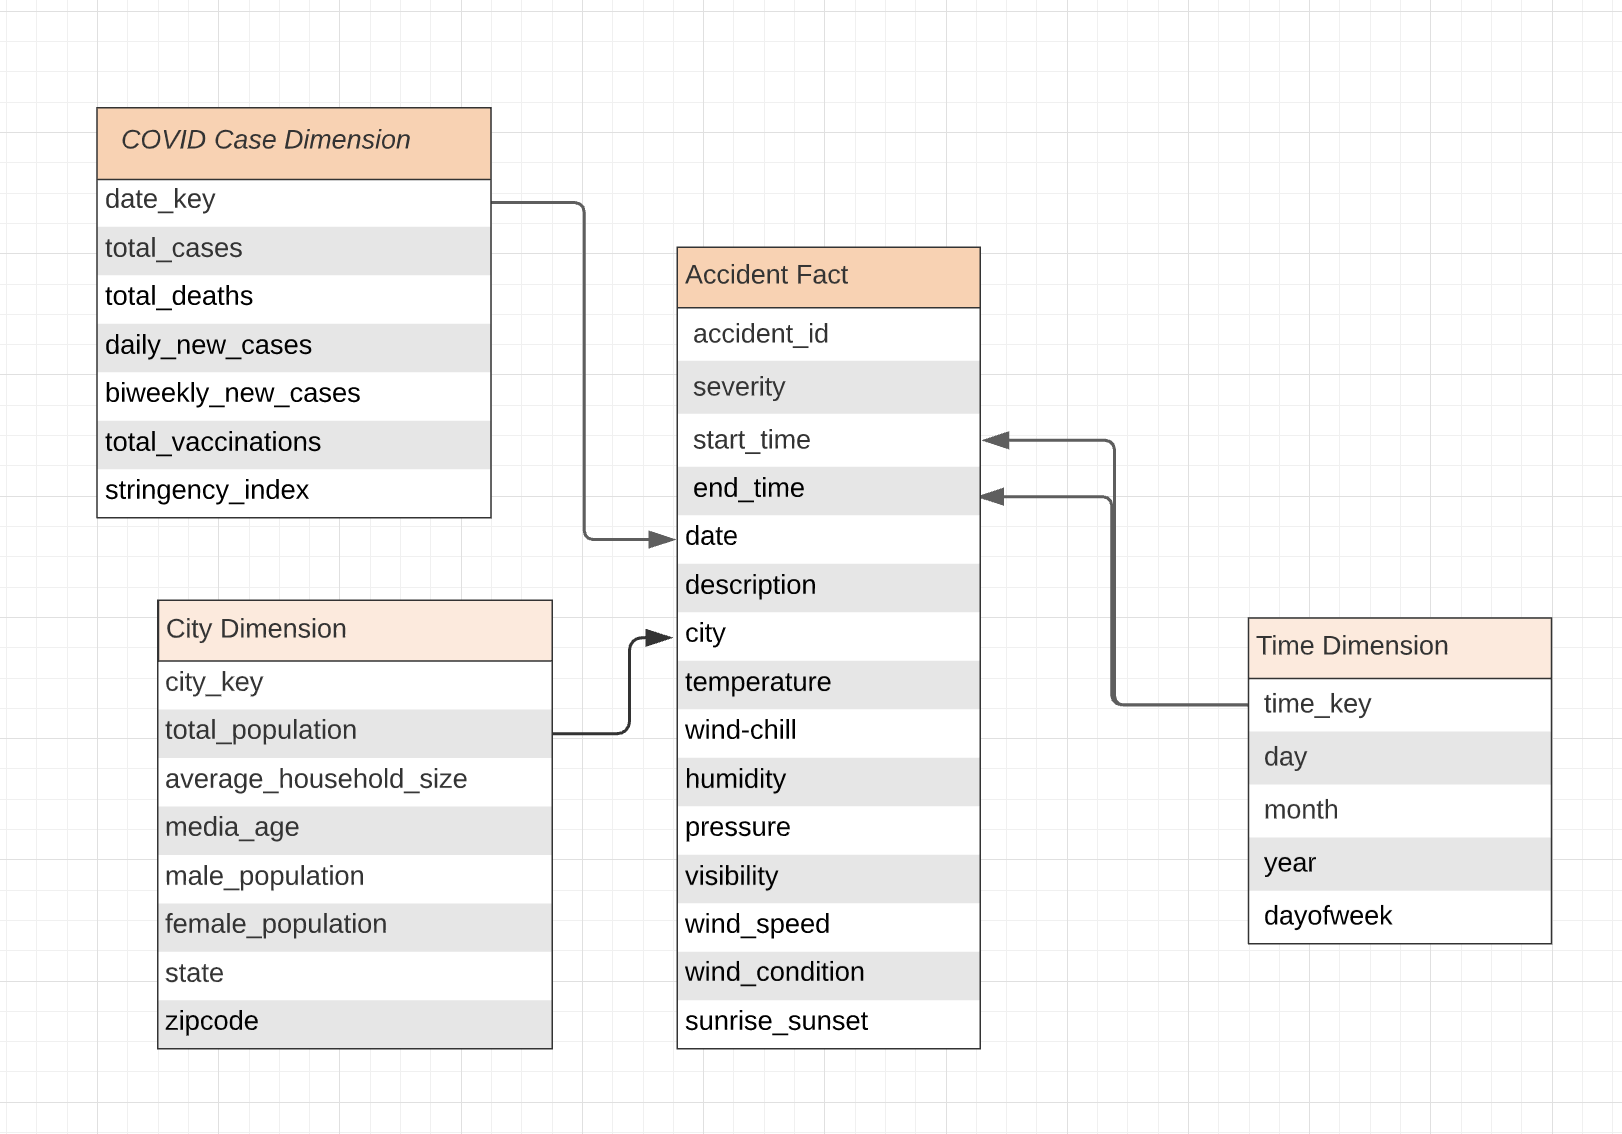 COVID Case Dimension
date_key
total_cases
total_deaths
daily_new_cases
biweekly_new_cases
total_vaccinations
stringency_index
City Dimension
city_key
total_population
average_household_size
media_age
male_population
female_population
state
zipcode
Accident Fact
accident_id
severity
start_time
end_time
date
description
city
temperature
wind-chill
humidity
pressure
visibility
wind_speed
wind_condition
sunrise_sunset
Time Dimension
time_key
day
month
year
dayofweek